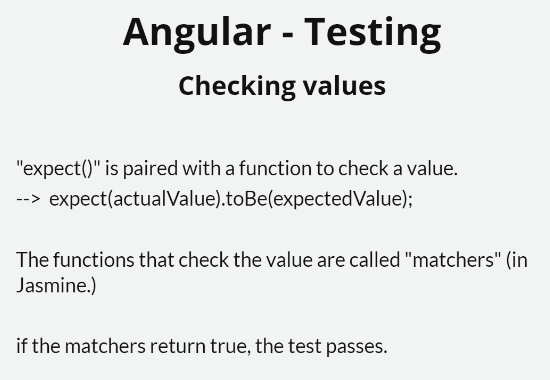 Angular - Testing
Checking values
"expect()" is paired with a function to check a value.
--> expect(actualValue).toBe(expectedValue);
The functions that check the value are called "matchers" (in
Jasmine.)
if the matchers return true, the test passes.